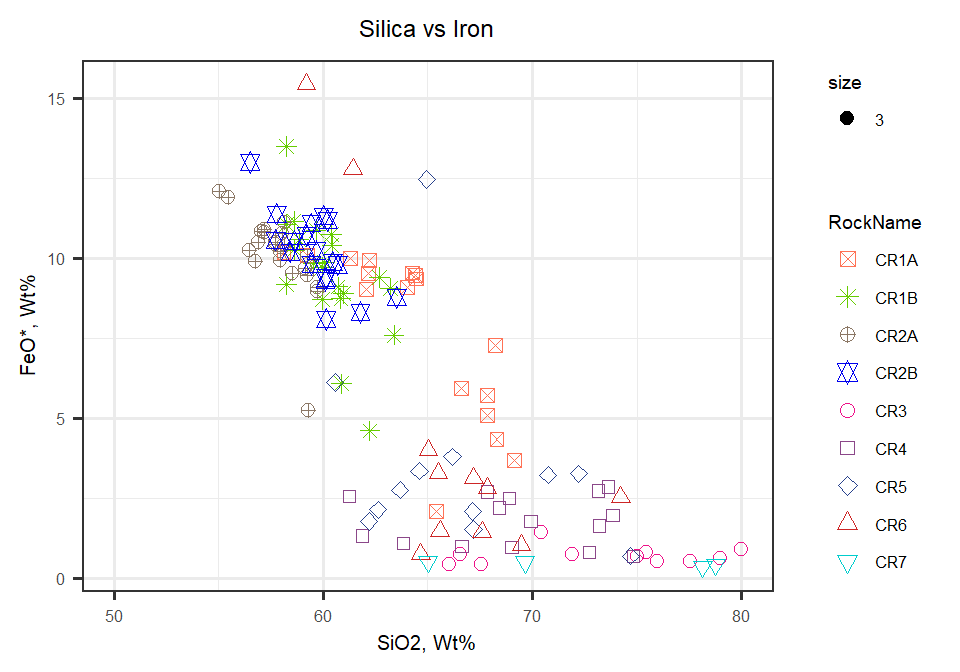 Silica vs Iron
15
10
5
0
FeO*, Wt%
50 60 70 80
SiO2, Wt%
size
3
RockName
CR1A
CR1B
CR2A
CR2B
CR3
CR4
CR5
CR6
CR7